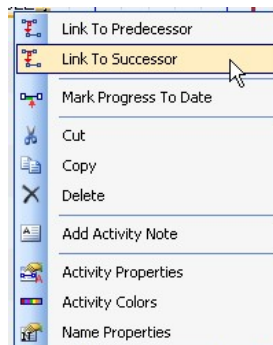 Link To Predecessor
Link To Successor
Mark Progress To Date
Cut
Copy
Delete
Add Activity Note
Activity Properties
Activity Colors
Name Properties